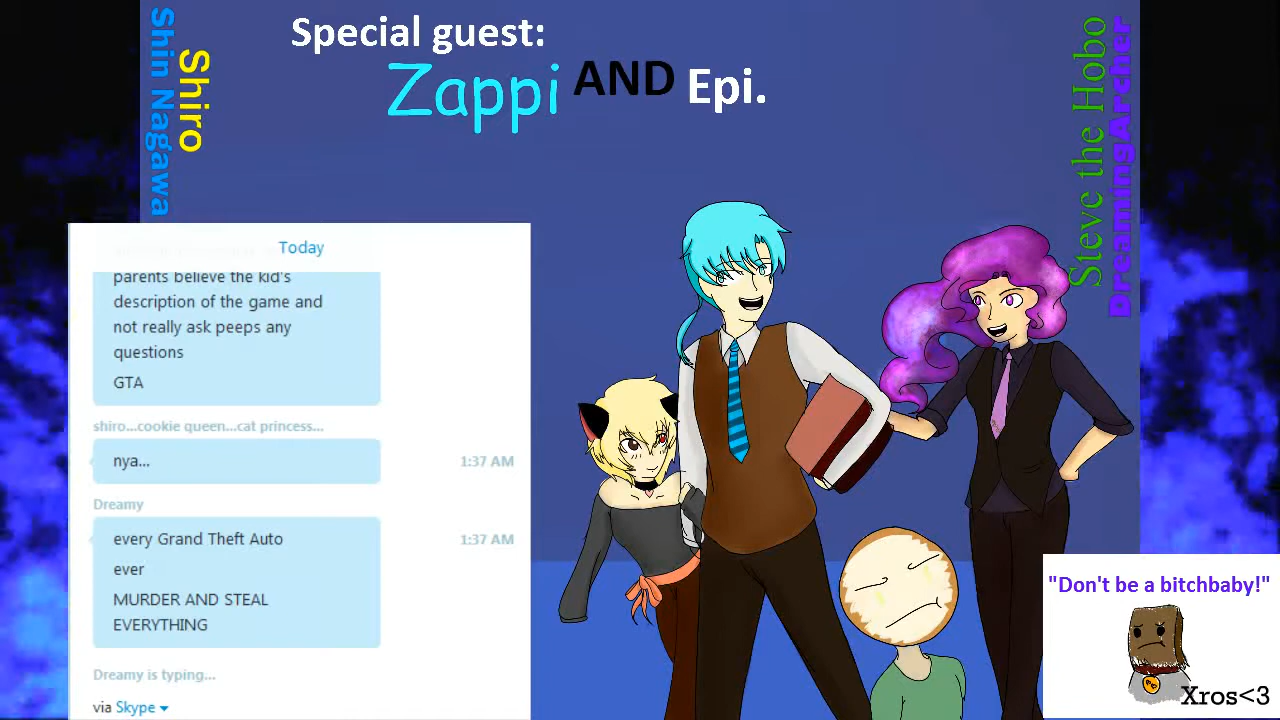 Special guest:
Zappi AND Epi.
Shin Nagawa
Shiro
Steve the Hobo
DreamingArcher
Today
parents believe the kid's
description of the game and
not really ask peeps any
questions
GTA
shiro...cookie queen...cat princess...
nya...
1:37 AM
Dreamy
every Grand Theft Auto
1:37 AM
ever
MURDER AND STEAL
EVERYTHING
Dreamy is typing...
via Skype
"Don't be a bitchbaby!"
Xros<3